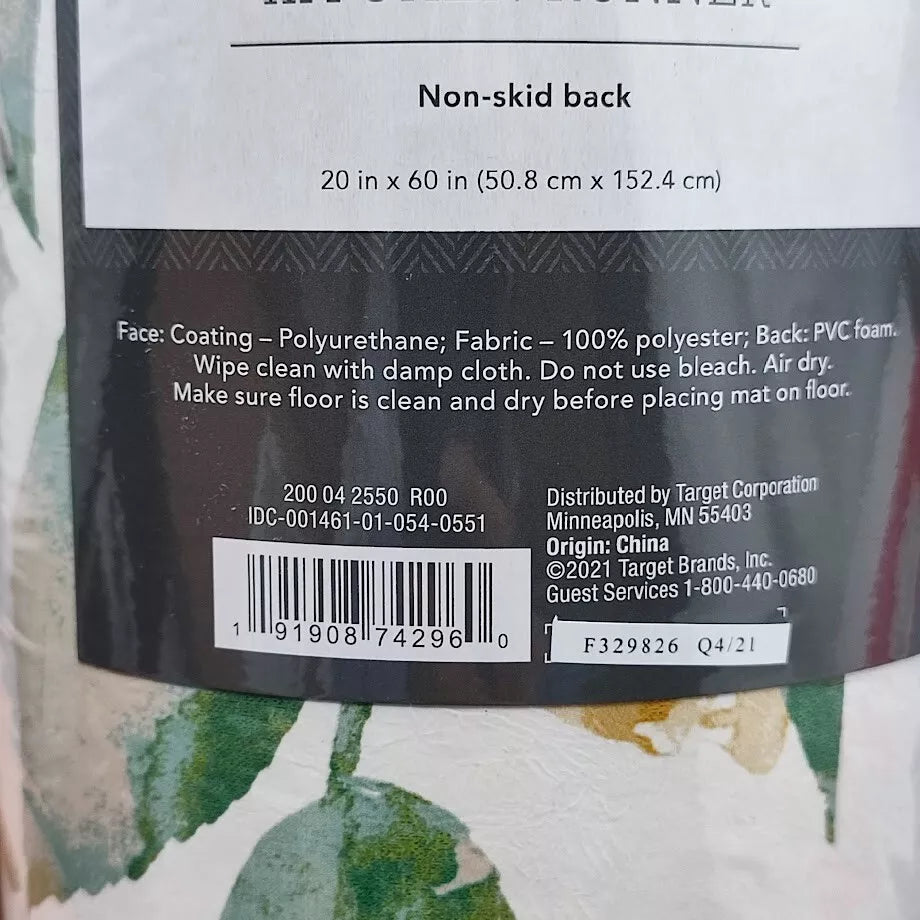 KITCHEN RUNNER
Non-skid back
20 in x 60 in (50.8 cm x 152.4 cm)
Face: Coating – Polyurethane; Fabric – 100% polyester; Back: PVC foam.
Wipe clean with damp cloth. Do not use bleach. Air dry.
Make sure floor is clean and dry before placing mat on floor.
200 04 2550 R00
IDC-001461-01-054-0551
1 91908 74296 0
Distributed by Target Corporation
Minneapolis, MN 55403
Origin: China
©2021 Target Brands, Inc.
Guest Services 1-800-440-0680
F329826 Q4/21